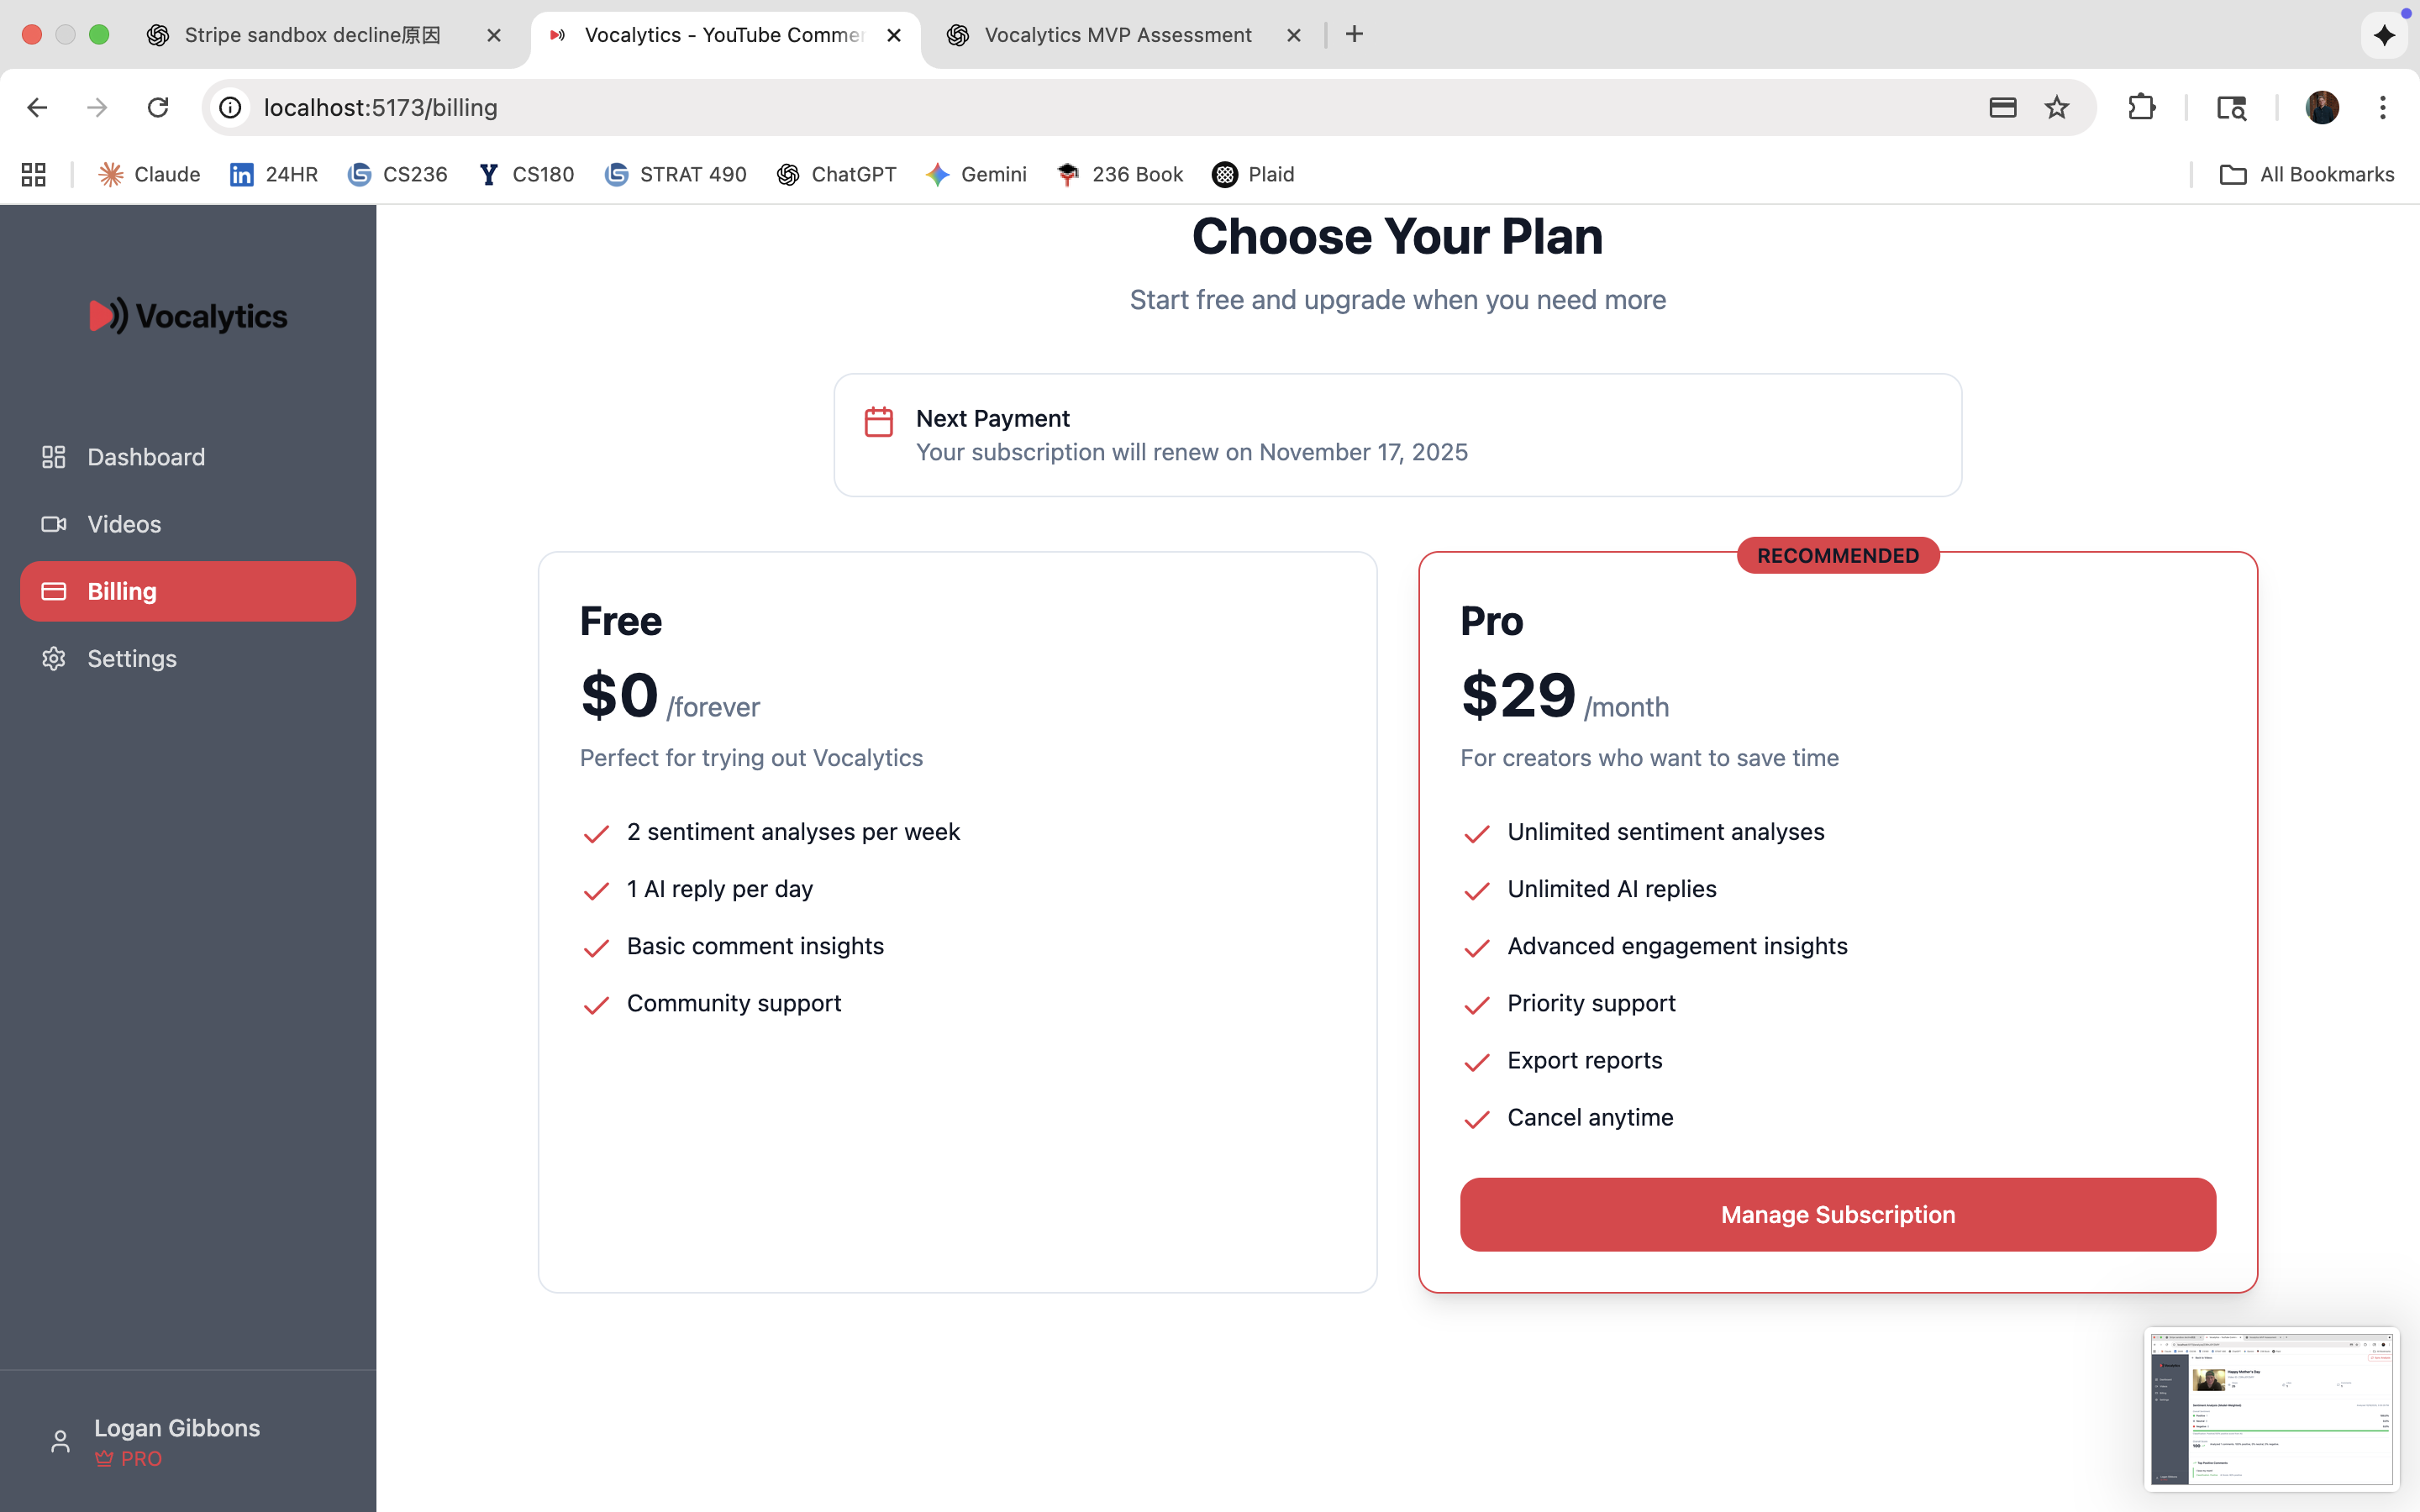 Stripe sandbox decline原因
Vocalytics - YouTube Commer
Vocalytics MVP Assessment
localhost:5173/billing
Claude
24HR
CS236
CS180
STRAT 490
ChatGPT
Gemini
236 Book
Plaid
All Bookmarks
Vocalytics
Dashboard
Videos
Billing
Settings
Logan Gibbons
PRO
Choose Your Plan
Start free and upgrade when you need more
Next Payment
Your subscription will renew on November 17, 2025
Free
$0 /forever
Perfect for trying out Vocalytics
2 sentiment analyses per week
1 AI reply per day
Basic comment insights
Community support
RECOMMENDED
Pro
$29 /month
For creators who want to save time
Unlimited sentiment analyses
Unlimited AI replies
Advanced engagement insights
Priority support
Export reports
Cancel anytime
Manage Subscription
Happy Mother's Day